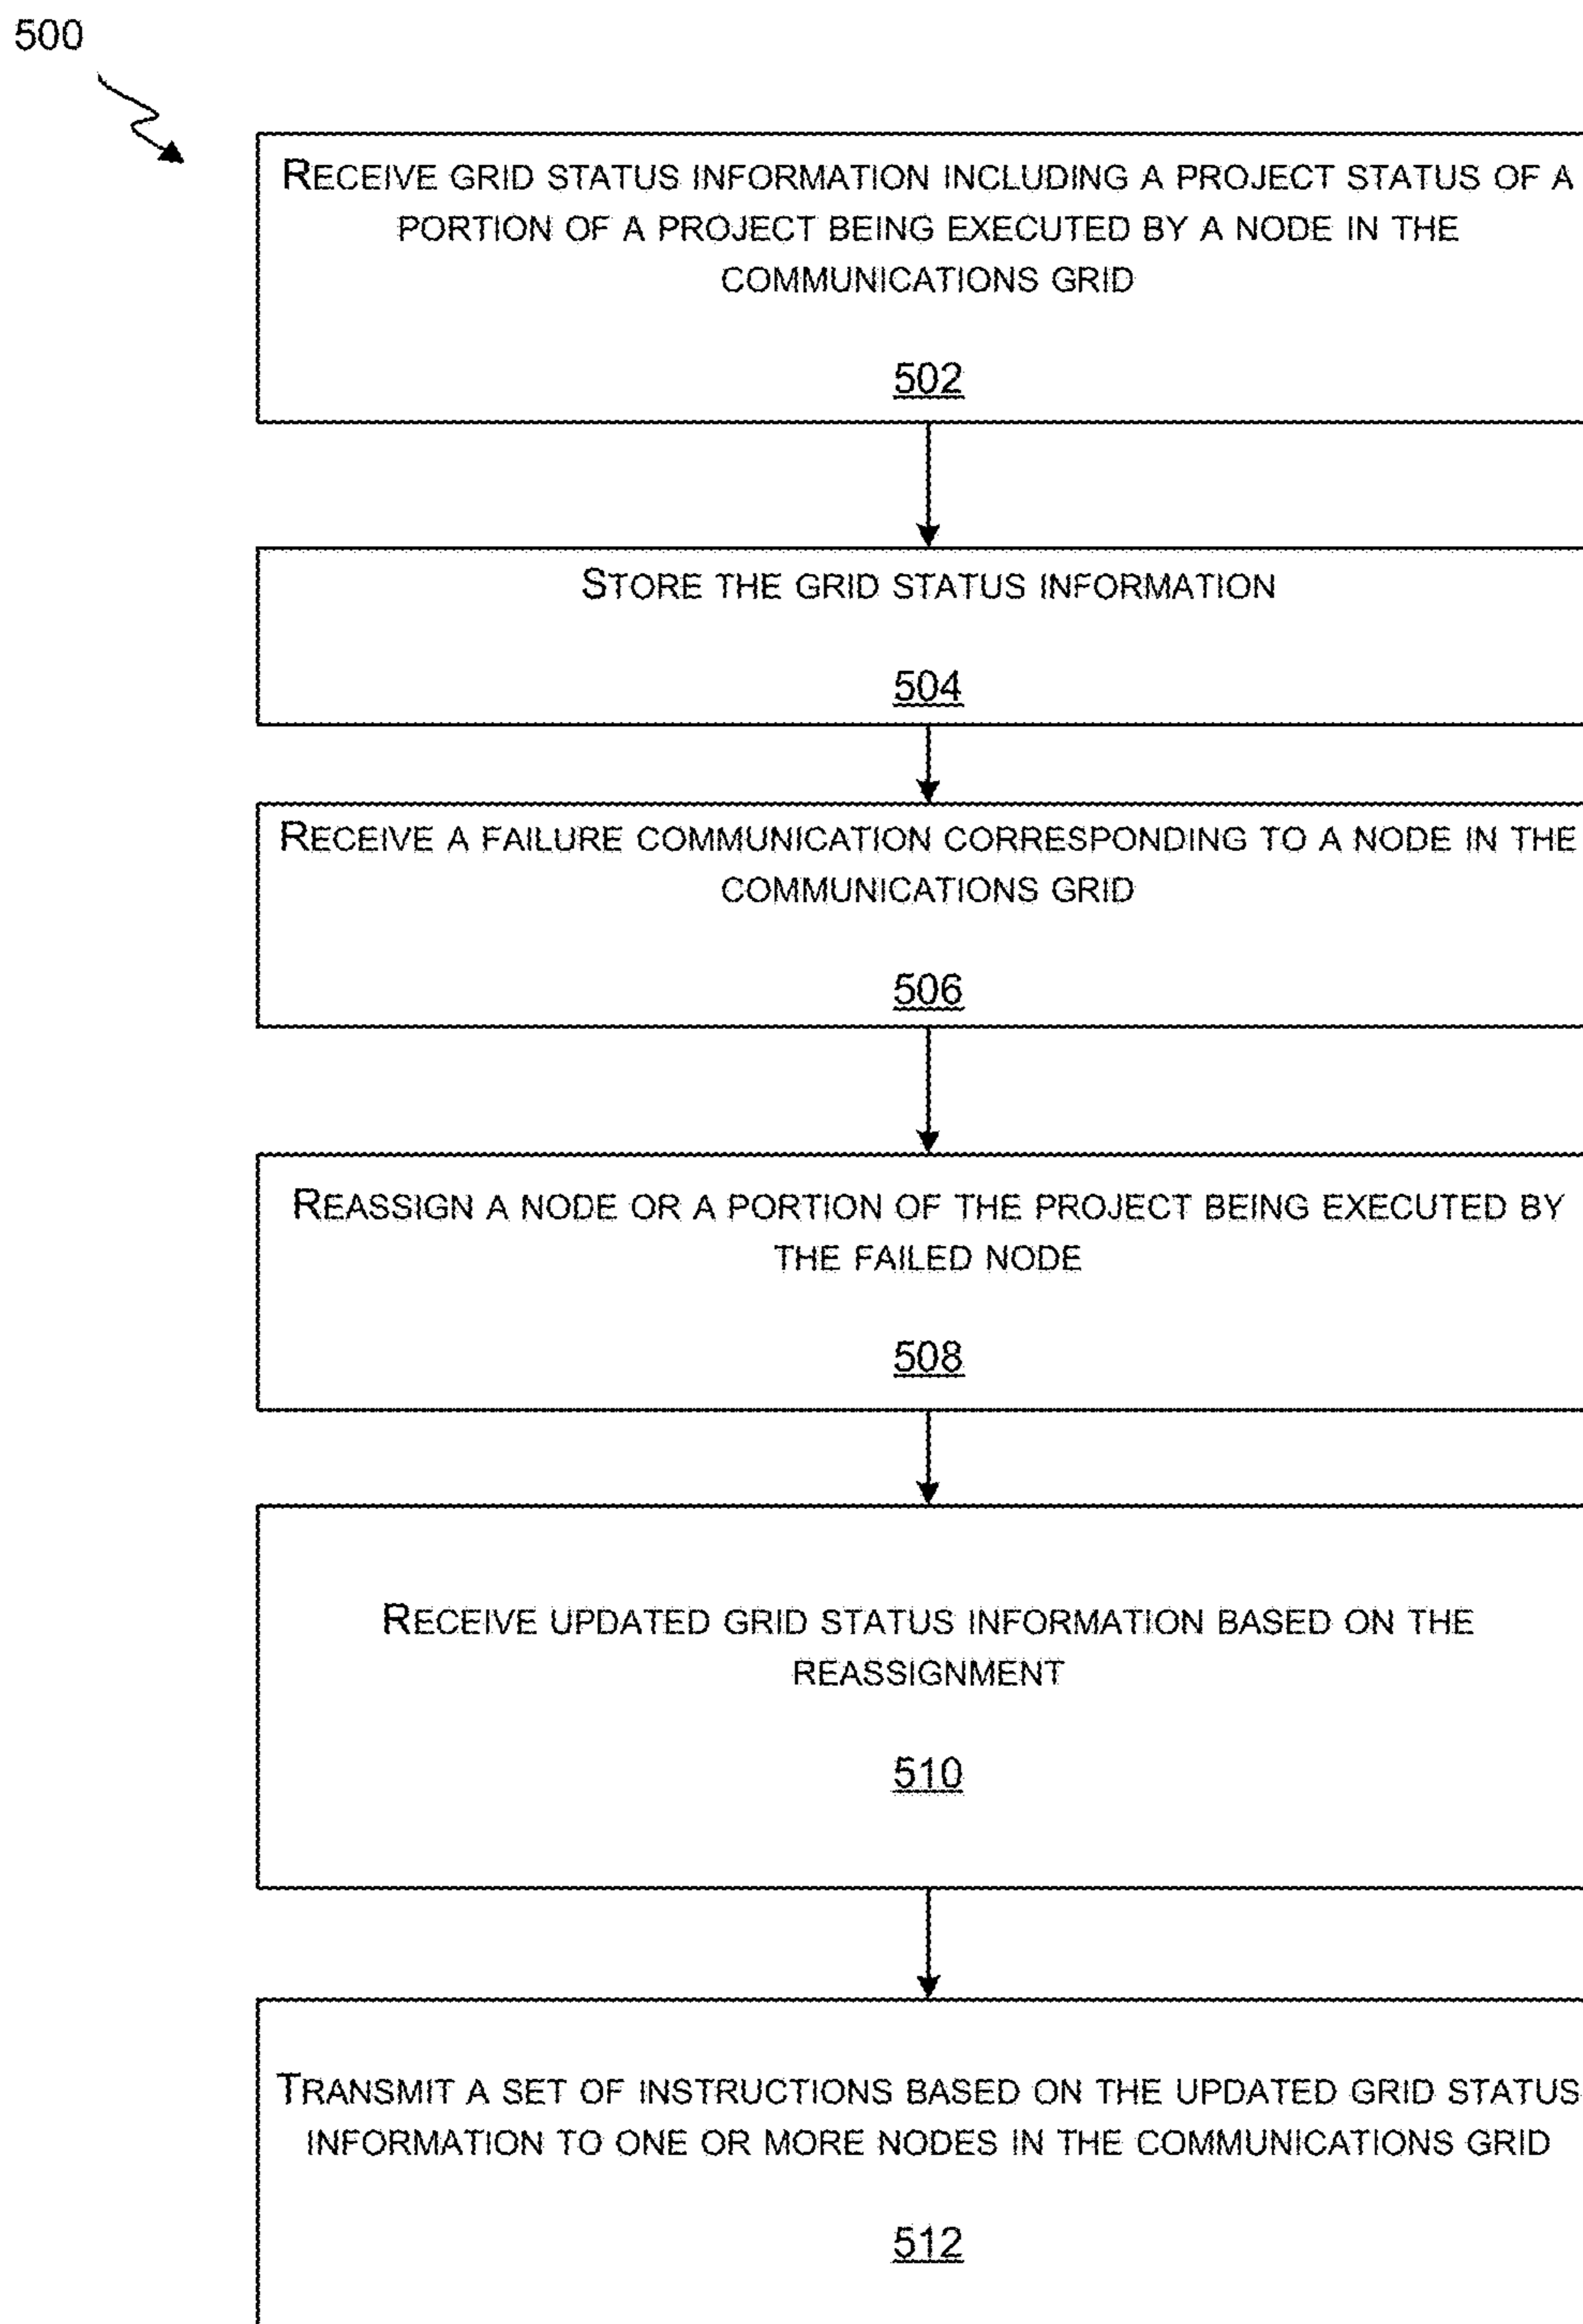 500
RECEIVE GRID STATUS INFORMATION INCLUDING A PROJECT STATUS OF A
PORTION OF A PROJECT BEING EXECUTED BY A NODE IN THE
COMMUNICATIONS GRID
502
STORE THE GRID STATUS INFORMATION
504
RECEIVE A FAILURE COMMUNICATION CORRESPONDING TO A NODE IN THE
COMMUNICATIONS GRID
506
REASSIGN A NODE OR A PORTION OF THE PROJECT BEING EXECUTED BY
THE FAILED NODE
508
RECEIVE UPDATED GRID STATUS INFORMATION BASED ON THE
REASSIGNMENT
510
TRANSMIT A SET OF INSTRUCTIONS BASED ON THE UPDATED GRID STATUS
INFORMATION TO ONE OR MORE NODES IN THE COMMUNICATIONS GRID
512